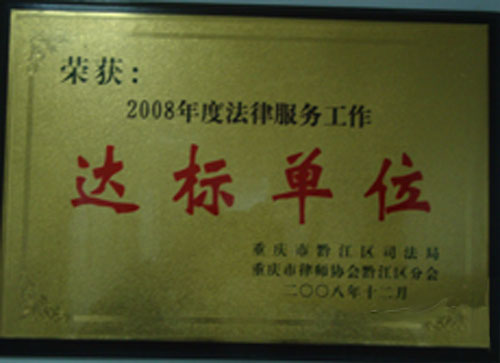 荣获：
2008年度法律服务工作
达标单位
重庆市黔江区司法局
重庆市律师协会黔江区分会
二〇〇八年十二月